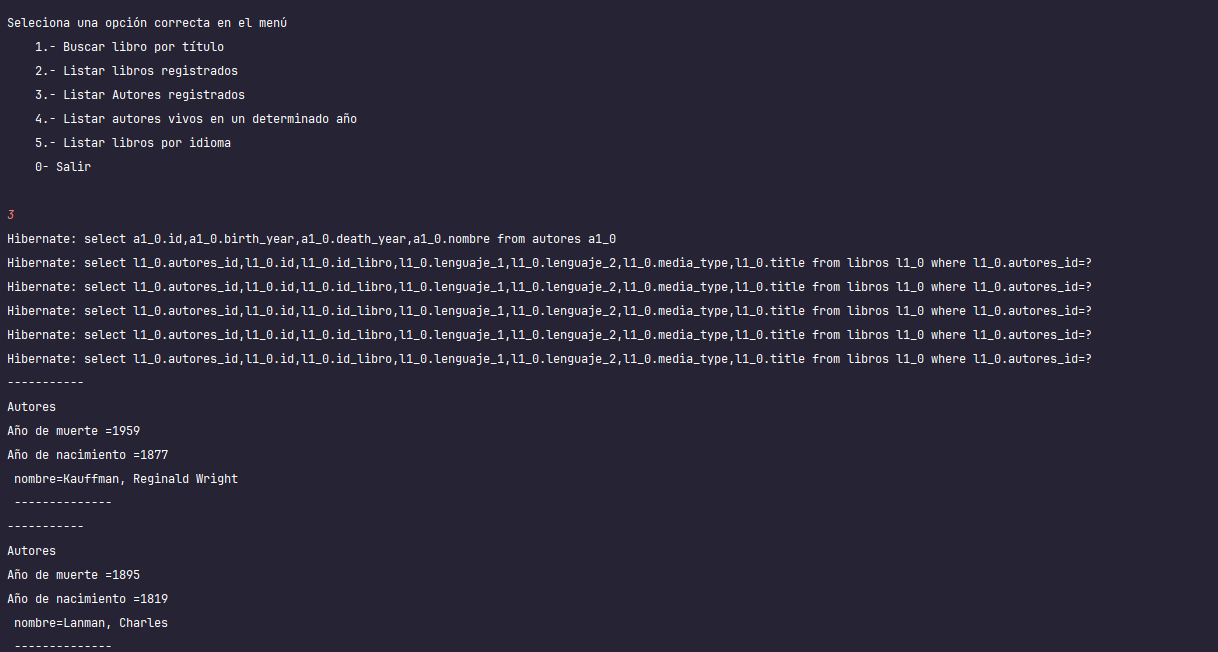 Seleciona una opción correcta en el menú
1.- Buscar libro por título
2.- Listar libros registrados
3.- Listar Autores registrados
4.- Listar autores vivos en un determinado año
5.- Listar libros por idioma
0- Salir
3
Hibernate: select a1_0.id,a1_0.birth_year,a1_0.death_year,a1_0.nombre from autores a1_0
Hibernate: select l1_0.autores_id,l1_0.id,l1_0.id_libro,l1_0.lenguaje_1,l1_0.lenguaje_2,l1_0.media_type,l1_0.title from libros l1_0 where l1_0.autores_id=?
Hibernate: select l1_0.autores_id,l1_0.id,l1_0.id_libro,l1_0.lenguaje_1,l1_0.lenguaje_2,l1_0.media_type,l1_0.title from libros l1_0 where l1_0.autores_id=?
Hibernate: select l1_0.autores_id,l1_0.id,l1_0.id_libro,l1_0.lenguaje_1,l1_0.lenguaje_2,l1_0.media_type,l1_0.title from libros l1_0 where l1_0.autores_id=?
Hibernate: select l1_0.autores_id,l1_0.id,l1_0.id_libro,l1_0.lenguaje_1,l1_0.lenguaje_2,l1_0.media_type,l1_0.title from libros l1_0 where l1_0.autores_id=?
Hibernate: select l1_0.autores_id,l1_0.id,l1_0.id_libro,l1_0.lenguaje_1,l1_0.lenguaje_2,l1_0.media_type,l1_0.title from libros l1_0 where l1_0.autores_id=?
-----------
Autores
Año de muerte =1959
Año de nacimiento =1877
nombre=Kauffman, Reginald Wright
--------------
-----------
Autores
Año de muerte =1895
Año de nacimiento =1819
nombre=Lanman, Charles
--------------